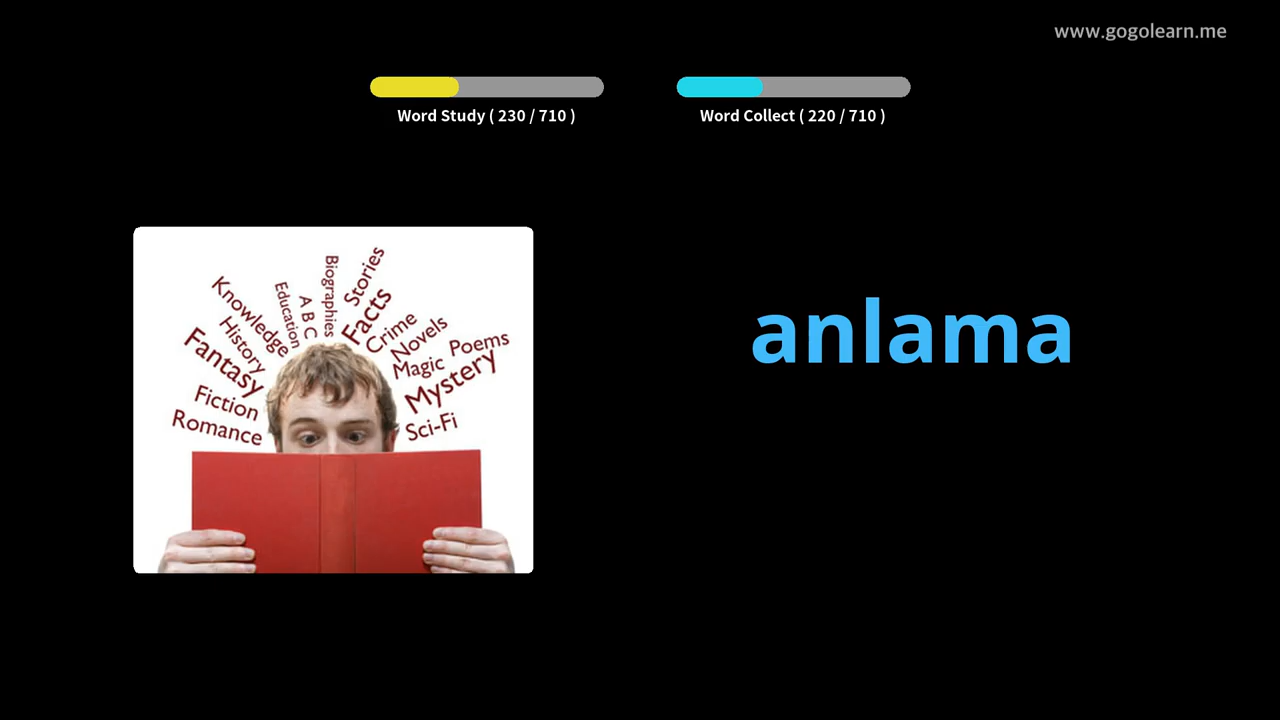 www.gogolearn.me
Word Study ( 230 / 710 )
Word Collect ( 220 / 710 )
Biographies
Stories
Education
A B C
Facts
Knowledge
Crime
History
Novels
Poems
Fantasy
Magic
Mystery
Fiction
Romance
Sci-Fi
anlama